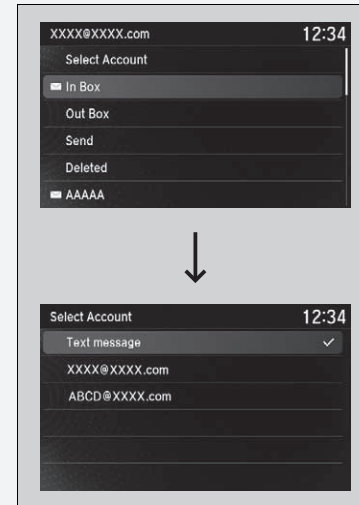 XXXX@XXXX.com 12:34
Select Account
In Box
Out Box
Send
Deleted
AAAAA
Select Account 12:34
Text message
XXXX@XXXX.com
ABCD@XXXX.com